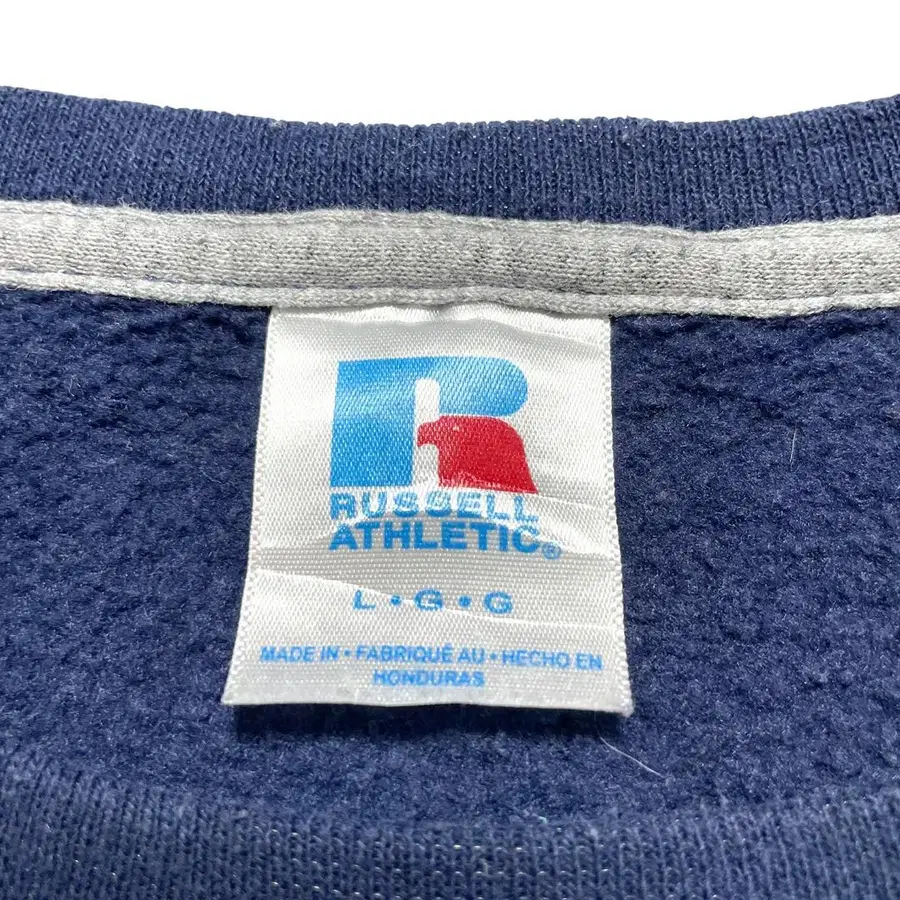 R
RUSSELL
ATHLETIC®
L • G • G
MADE IN • FABRIQUÉ AU • HECHO EN
HONDURAS